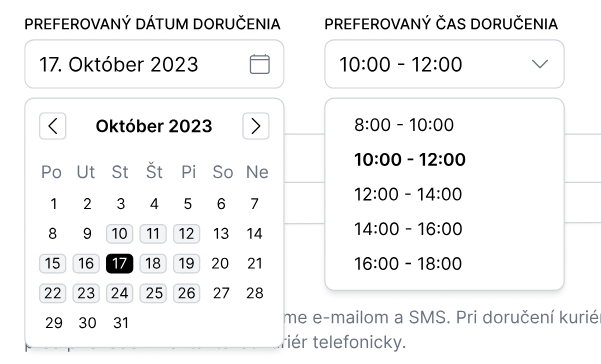 PREFEROVANÝ DÁTUM DORUČENIA
PREFEROVANÝ ČAS DORUČENIA
17. Október 2023
10:00 - 12:00
Október 2023
Po Ut St Št Pi So Ne
1 2 3 4 5 6 7
8 9 10 11 12 13 14
15 16 17 18 19 20 21
22 23 24 25 26 27 28
29 30 31
8:00 - 10:00
10:00 - 12:00
12:00 - 14:00
14:00 - 16:00
16:00 - 18:00
me e-mailom a SMS. Pri doručení kurié
riér telefonicky.